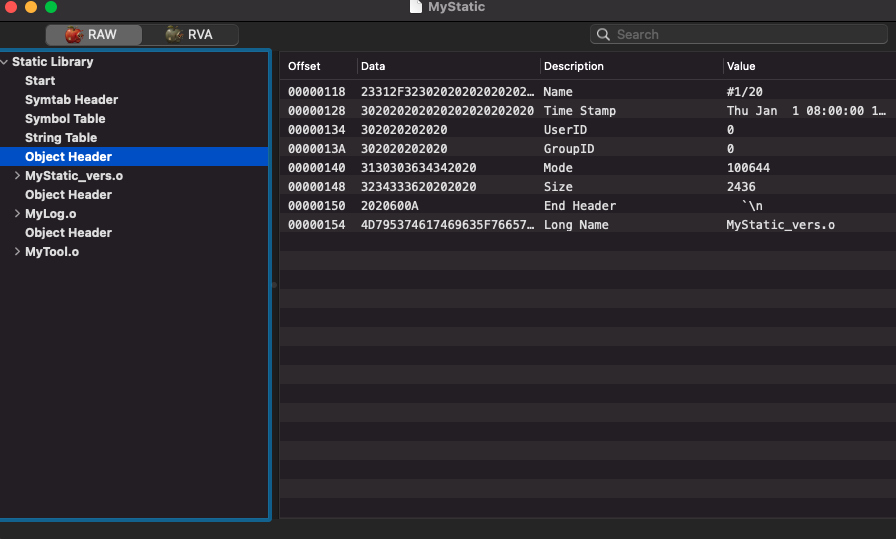 MyStatic
RAW RVA Search
Static Library
Start
Symtab Header
Symbol Table
String Table
Object Header
MyStatic_vers.o
Object Header
MyLog.o
Object Header
MyTool.o
Offset Data Description Value
00000118 23312F323020202020202020202... Name #1/20
00000128 302020202020202020202020 Time Stamp Thu Jan 1 08:00:00 1...
00000134 302020202020 UserID 0
0000013A 302020202020 GroupID 0
00000140 3130303634342020 Mode 100644
00000148 32343336202020202020 Size 2436
00000150 2020600A End Header `\n
00000154 4D795374617469635F76657... Long Name MyStatic_vers.o